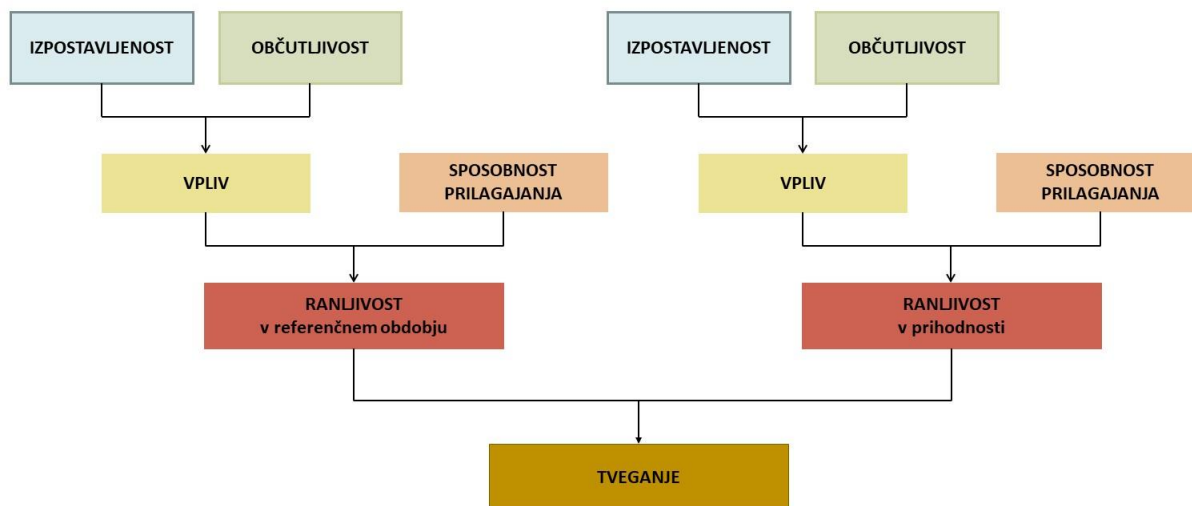 IZPOSTAVLJENOST
OBČUTLJIVOST
IZPOSTAVLJENOST
OBČUTLJIVOST
VPLIV
SPOSOBNOST
PRILAGAJANJA
VPLIV
SPOSOBNOST
PRILAGAJANJA
RANLJIVOST
v referenčnem obdobju
RANLJIVOST
v prihodnosti
TVEGANJE